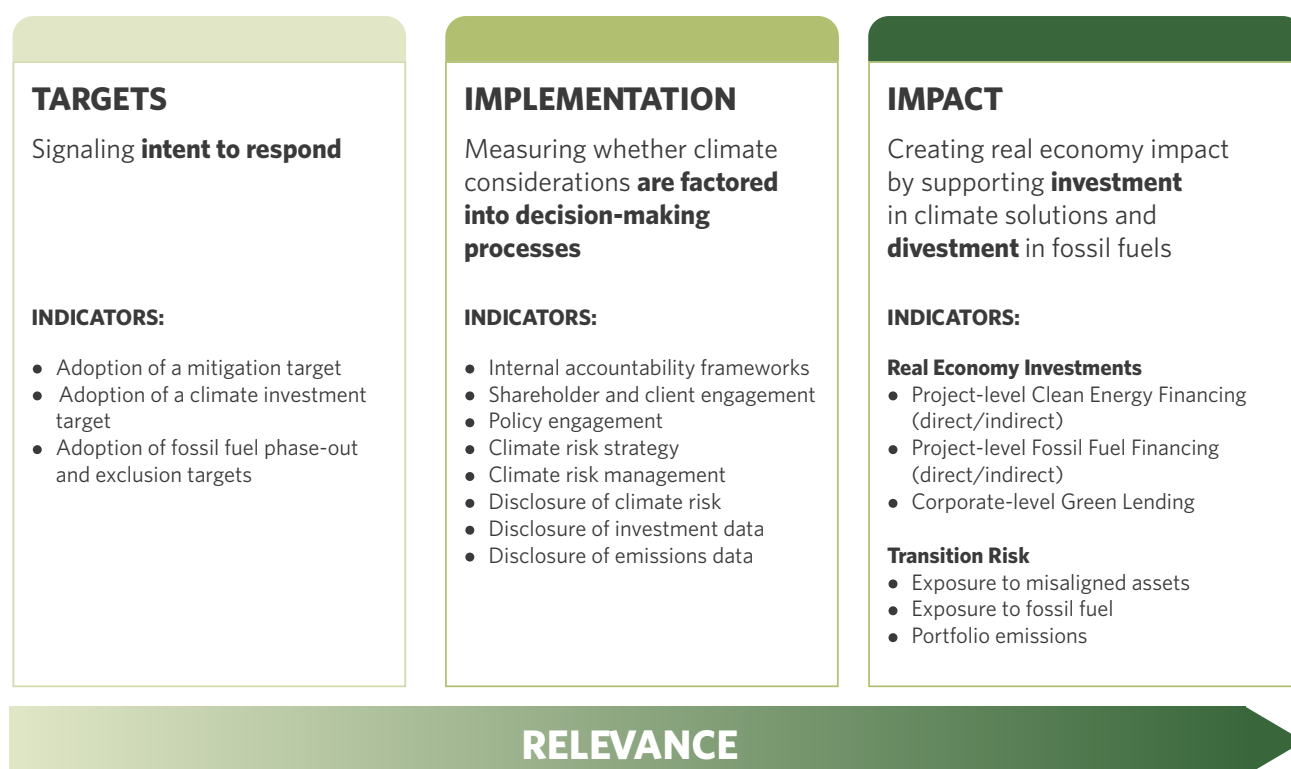 TARGETS
Signaling intent to respond
INDICATORS:
● Adoption of a mitigation target
● Adoption of a climate investment
target
● Adoption of fossil fuel phase-out
and exclusion targets
IMPLEMENTATION
Measuring whether climate
considerations are factored
into decision-making
processes
INDICATORS:
● Internal accountability frameworks
● Shareholder and client engagement
● Policy engagement
● Climate risk strategy
● Climate risk management
● Disclosure of climate risk
● Disclosure of investment data
● Disclosure of emissions data
IMPACT
Creating real economy impact
by supporting investment
in climate solutions and
divestment in fossil fuels
INDICATORS:
Real Economy Investments
● Project-level Clean Energy Financing
(direct/indirect)
● Project-level Fossil Fuel Financing
(direct/indirect)
● Corporate-level Green Lending
Transition Risk
● Exposure to misaligned assets
● Exposure to fossil fuel
● Portfolio emissions
RELEVANCE